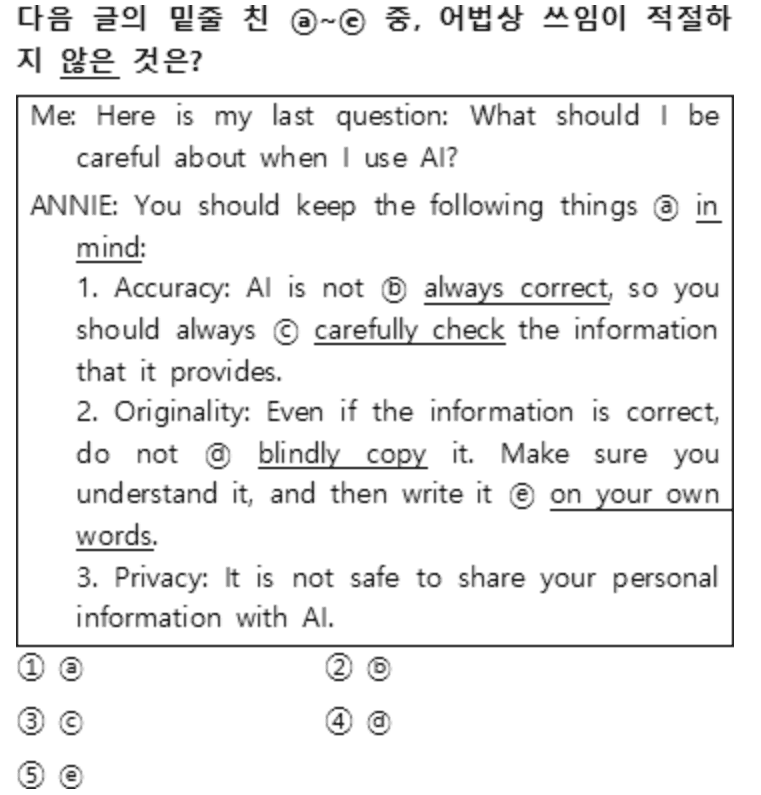 다음 글의 밑줄 친 ⓐ~ⓔ 중, 어법상 쓰임이 적절하
지 않은 것은?
Me: Here is my last question: What should I be
careful about when I use AI?
ANNIE: You should keep the following things ⓐ in
mind:
1. Accuracy: AI is not ⓑ always correct, so you
should always ⓒ carefully check the information
that it provides.
2. Originality: Even if the information is correct,
do not ⓓ blindly copy it. Make sure you
understand it, and then write it ⓔ on your own
words.
3. Privacy: It is not safe to share your personal
information with AI.
① ⓐ ② ⓑ
③ ⓒ ④ ⓓ
⑤ ⓔ